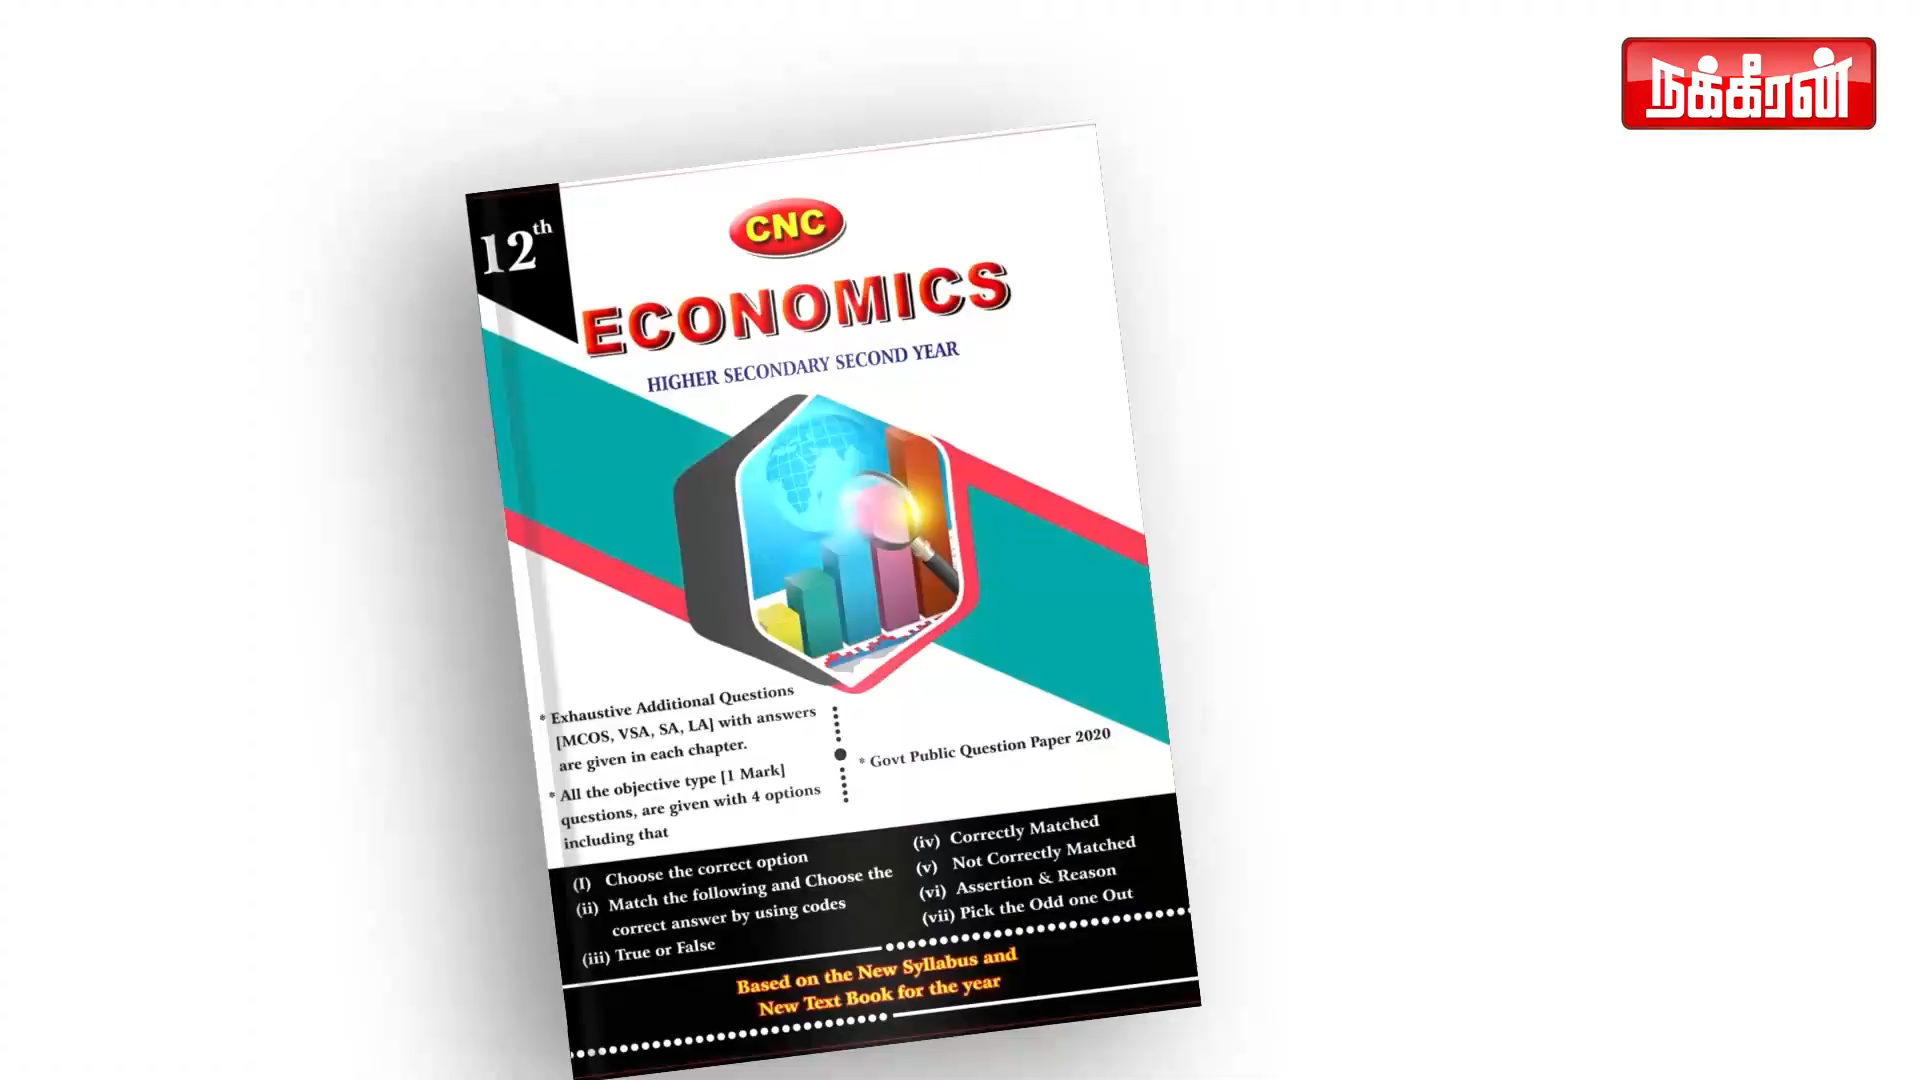 நக்கீரன்
12th
CNC
ECONOMICS
HIGHER SECONDARY SECOND YEAR
* Exhaustive Additional Questions
[MCOS, VSA, SA, LA] with answers
are given in each chapter.
* All the objective type [1 Mark]
questions, are given with 4 options
including that
* Govt Public Question Paper 2020
(I) Choose the correct option
(ii) Match the following and Choose the
correct answer by using codes
(iii) True or False
(iv) Correctly Matched
(v) Not Correctly Matched
(vi) Assertion & Reason
(vii) Pick the Odd one Out
Based on the New Syllabus and
New Text Book for the year